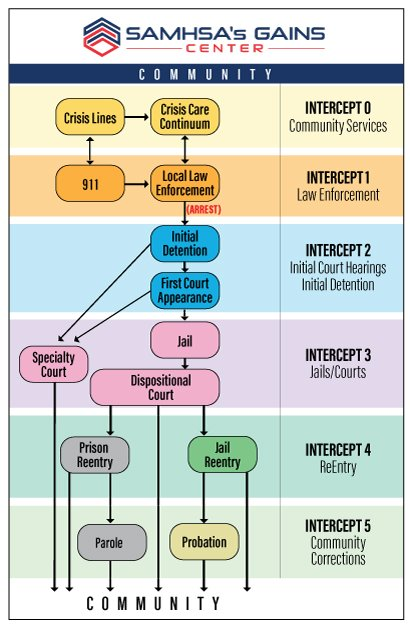 SAMHSA's GAINS
CENTER
COMMUNITY
Crisis Lines
Crisis Care
Continuum
INTERCEPT 0
Community Services
911
Local Law
Enforcement
(ARREST)
INTERCEPT 1
Law Enforcement
Initial
Detention
First Court
Appearance
INTERCEPT 2
Initial Court Hearings
Initial Detention
Jail
Specialty
Court
Dispositional
Court
INTERCEPT 3
Jails/Courts
Prison
Reentry
Jail
Reentry
INTERCEPT 4
ReEntry
Parole
Probation
INTERCEPT 5
Community
Corrections
COMMUNITY